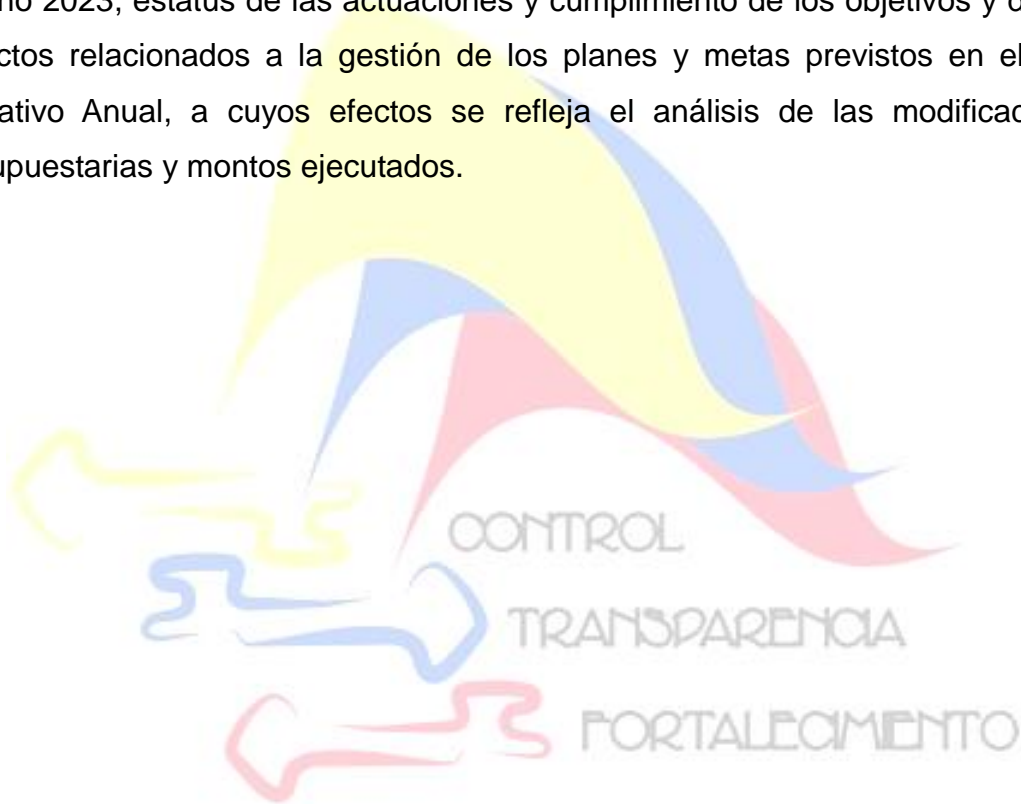 no 2023, estatus de las actuaciones y cumplimiento de los objetivos y
ctos relacionados a la gestión de los planes y metas previstos en el
ativo Anual, a cuyos efectos se refleja el análisis de las modificac
upuestarias y montos ejecutados.
CONTROL
TRANSPARENCIA
FORTALECIMIENTO